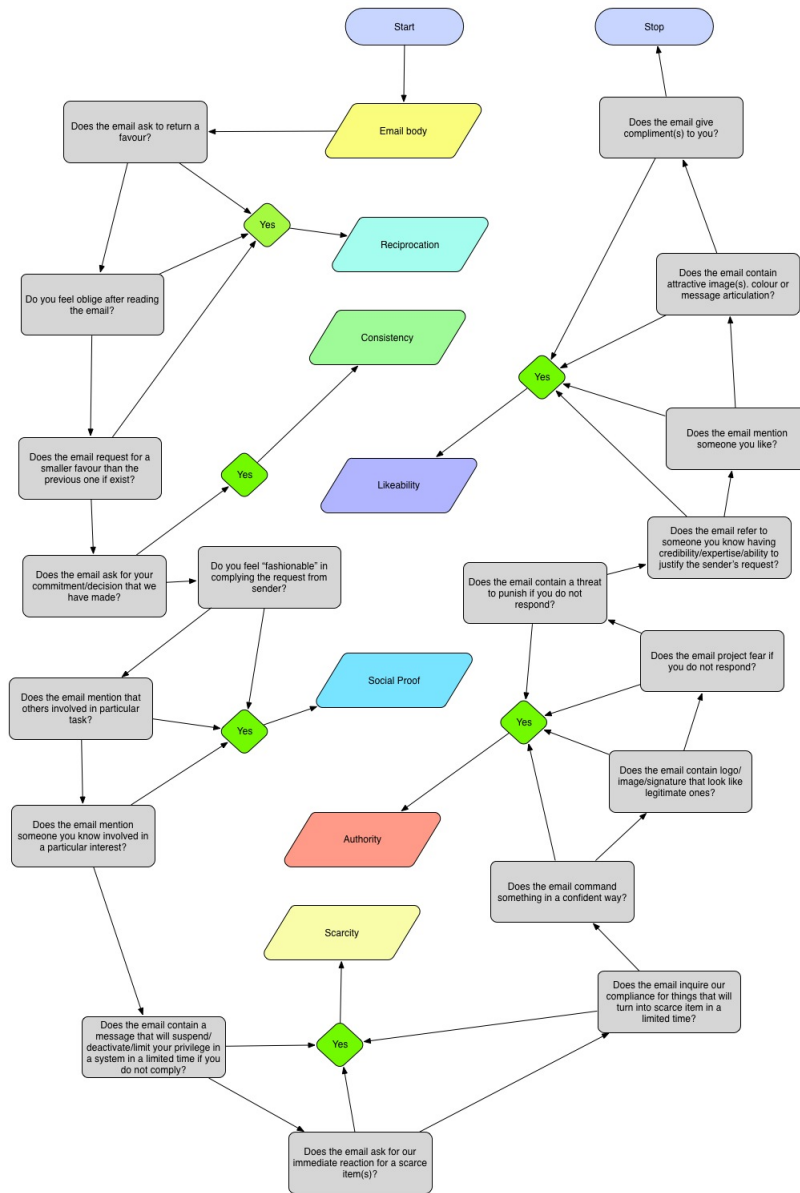 Start
Stop
Does the email ask to return a
favour?
Email body
Does the email give
compliment(s) to you?
Yes
Reciprocation
Do you feel oblige after reading
the email?
Does the email contain
attractive image(s). colour or
message articulation?
Consistency
Yes
Does the email request for a
smaller favour than the
previous one if exist?
Yes
Likeability
Does the email mention
someone you like?
Does the email ask for your
commitment/decision that we
have made?
Do you feel “fashionable” in
complying the request from
sender?
Does the email contain a threat
to punish if you do not
respond?
Does the email refer to
someone you know having
credibility/expertise/ability to
justify the sender's request?
Does the email mention that
others involved in particular
task?
Yes
Social Proof
Yes
Does the email project fear if
you do not respond?
Does the email mention
someone you know involved in
a particular interest?
Authority
Does the email contain logo/
image/signature that look like
legitimate ones?
Does the email command
something in a confident way?
Scarcity
Does the email contain a
message that will suspend/
deactivate/limit your privilege in
a system in a limited time if you
do not comply?
Yes
Does the email inquire our
compliance for things that will
turn into scarce item in a
limited time?
Does the email ask for our
immediate reaction for a scarce
item(s)?